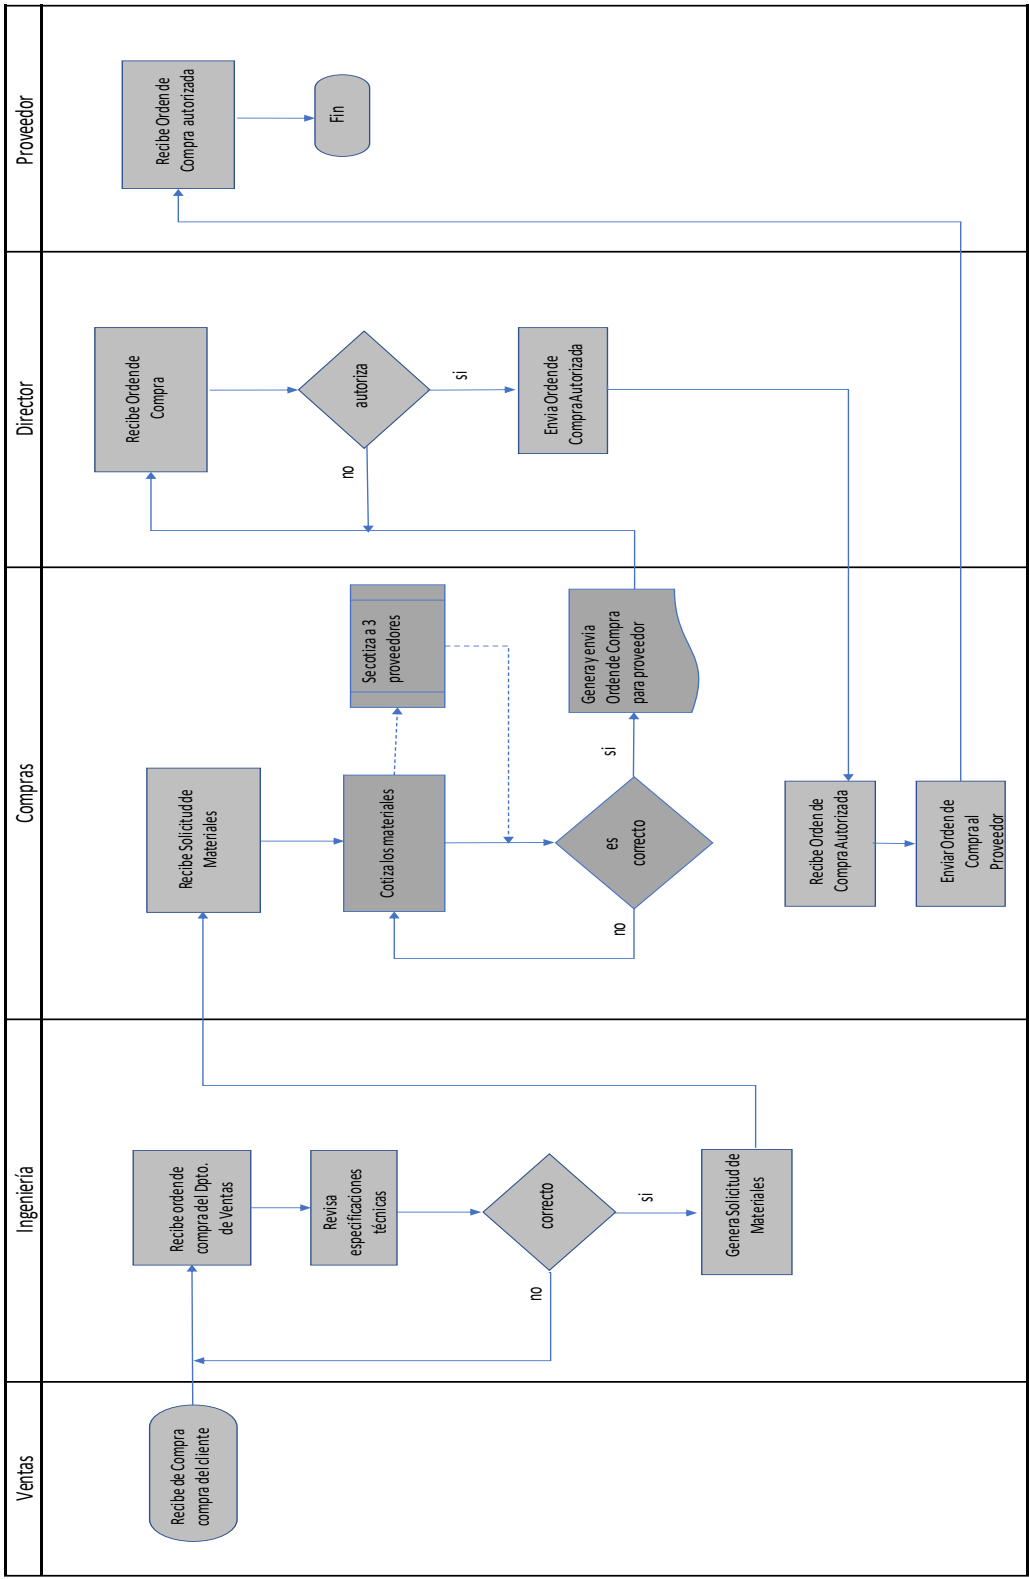 Ventas
Ingeniería
Compras
Director
Proveedor
Recibe de Compra
compra del cliente
Recibe orden de
compra del Dpto.
de Ventas
Revisa
especificaciones
técnicas
correcto
no
si
Genera Solicitud de
Materiales
Recibe Solicitud de
Materiales
Cotiza los materiales
Se cotiza a 3
proveedores
es
correcto
no
si
Genera y envia
Orden de Compra
para proveedor
Recibe Orden de
Compra
autoriza
no
si
Envia Orden de
Compra Autorizada
Recibe Orden de
Compra Autorizada
Enviar Orden de
Compra al
Proveedor
Recibe Orden de
Compra autorizada
Fin